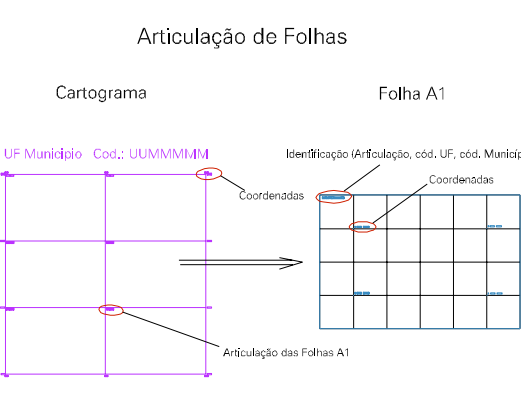 Articulação de Folhas
Cartograma
Folha A1
UF Municipio Cod.: UUMMMMM
Identificação (Articulação, cód. UF, cód.
Coordenadas
Coordenadas
Articulação das Folhas A1